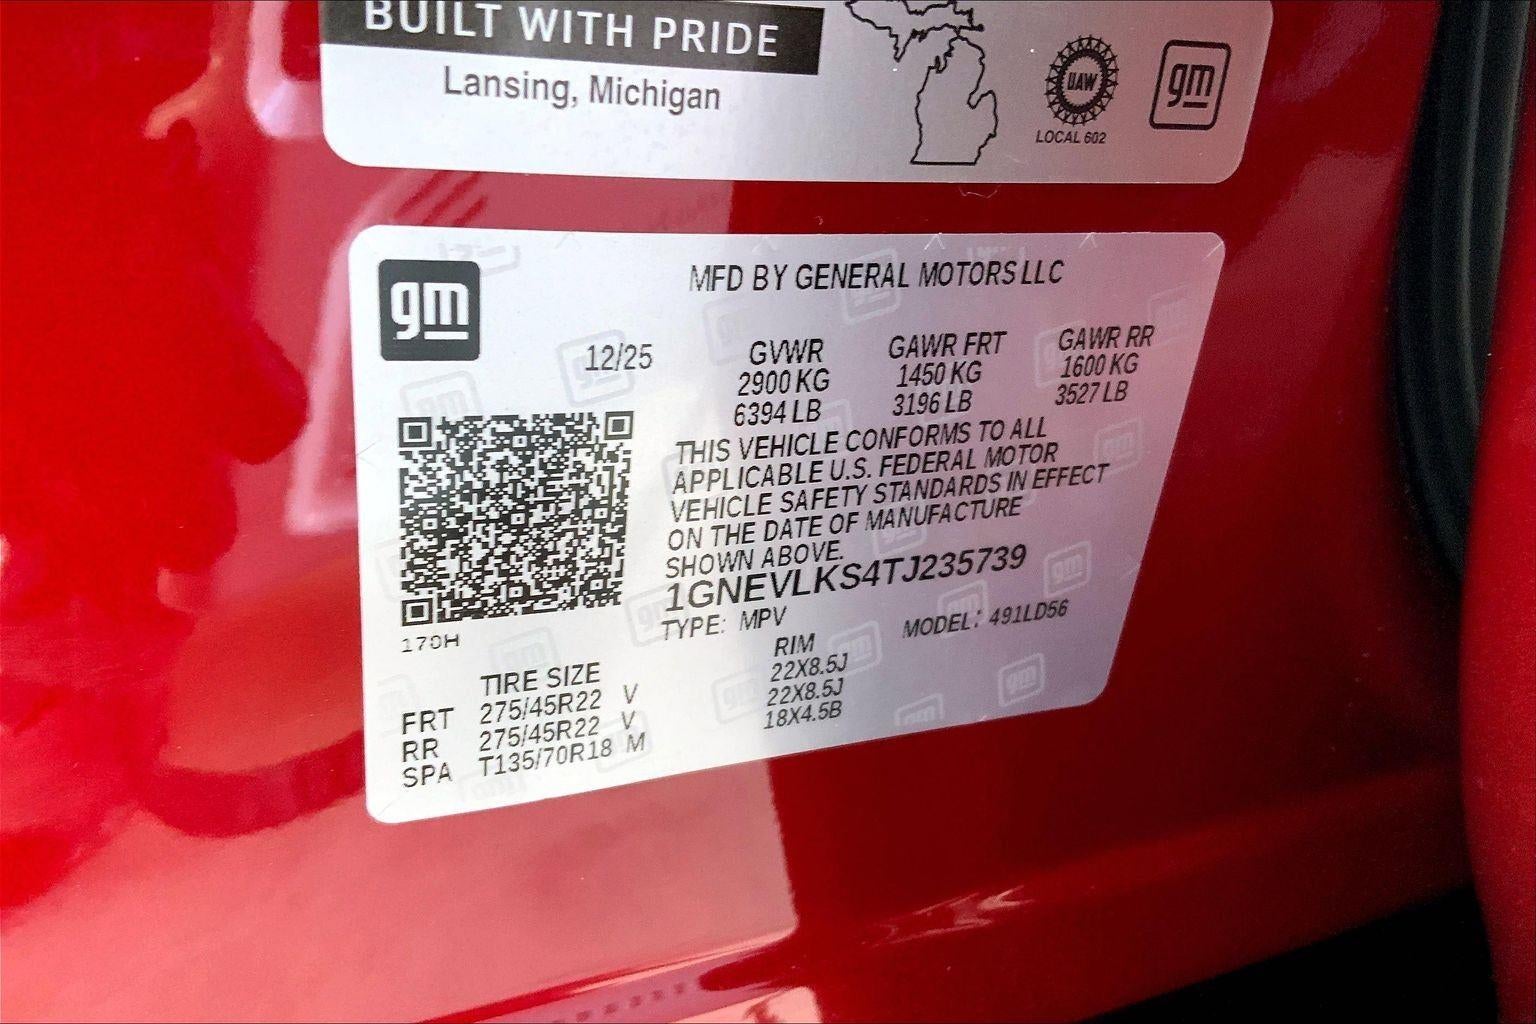 BUILT WITH PRIDE
Lansing, Michigan
UAW
LOCAL 602
gm
gm
MFD BY GENERAL MOTORS LLC
12/25
GVWR GAWR FRT GAWR RR
2900 KG 1450 KG 1600 KG
6394 LB 3196 LB 3527 LB
THIS VEHICLE CONFORMS TO ALL
APPLICABLE U.S. FEDERAL MOTOR
VEHICLE SAFETY STANDARDS IN EFFECT
ON THE DATE OF MANUFACTURE
SHOWN ABOVE.
1GNEVLKS4TJ235739
TYPE: MPV MODEL: 491LD56
170H
TIRE SIZE RIM
FRT 275/45R22 V 22X8.5J
RR 275/45R22 V 22X8.5J
SPA T135/70R18 M 18X4.5B